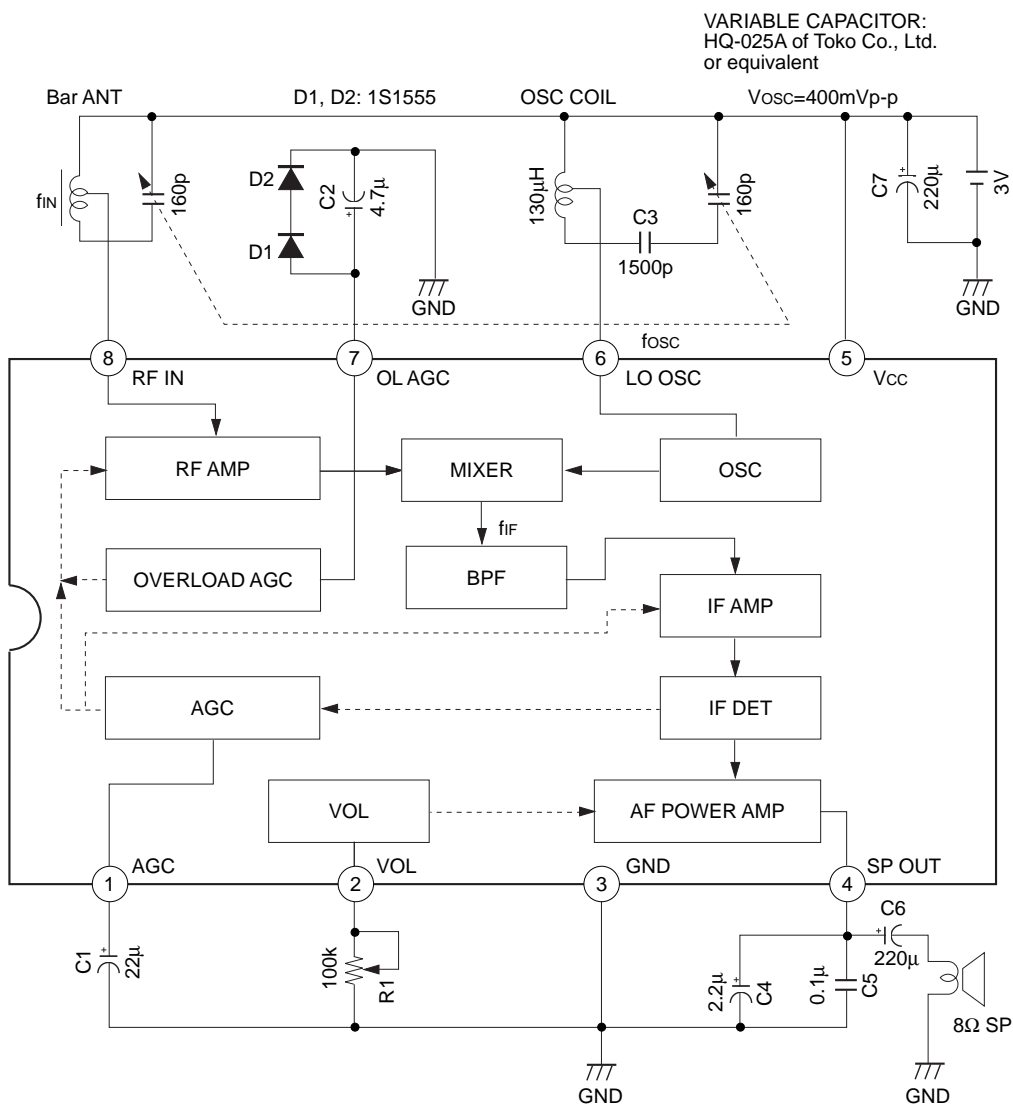 VARIABLE CAPACITOR:
HQ-025A of Toko Co., Ltd.
or equivalent
Bar ANT
D1, D2: 1S1555
OSC COIL
VOSC=400mVp-p
fIN
160p
D2
D1
C2
4.7μ
GND
130μH
C3
1500p
160p
C7
220μ
3V
GND
fosc
8
7
6
5
RF IN
OL AGC
LO OSC
VCC
RF AMP
MIXER
OSC
fIF
OVERLOAD AGC
BPF
IF AMP
AGC
IF DET
VOL
AF POWER AMP
AGC
VOL
GND
SP OUT
1
2
3
4
C1
22μ
100k
R1
2.2μ
C4
0.1μ
C5
C6
220μ
8Ω SP
GND
GND